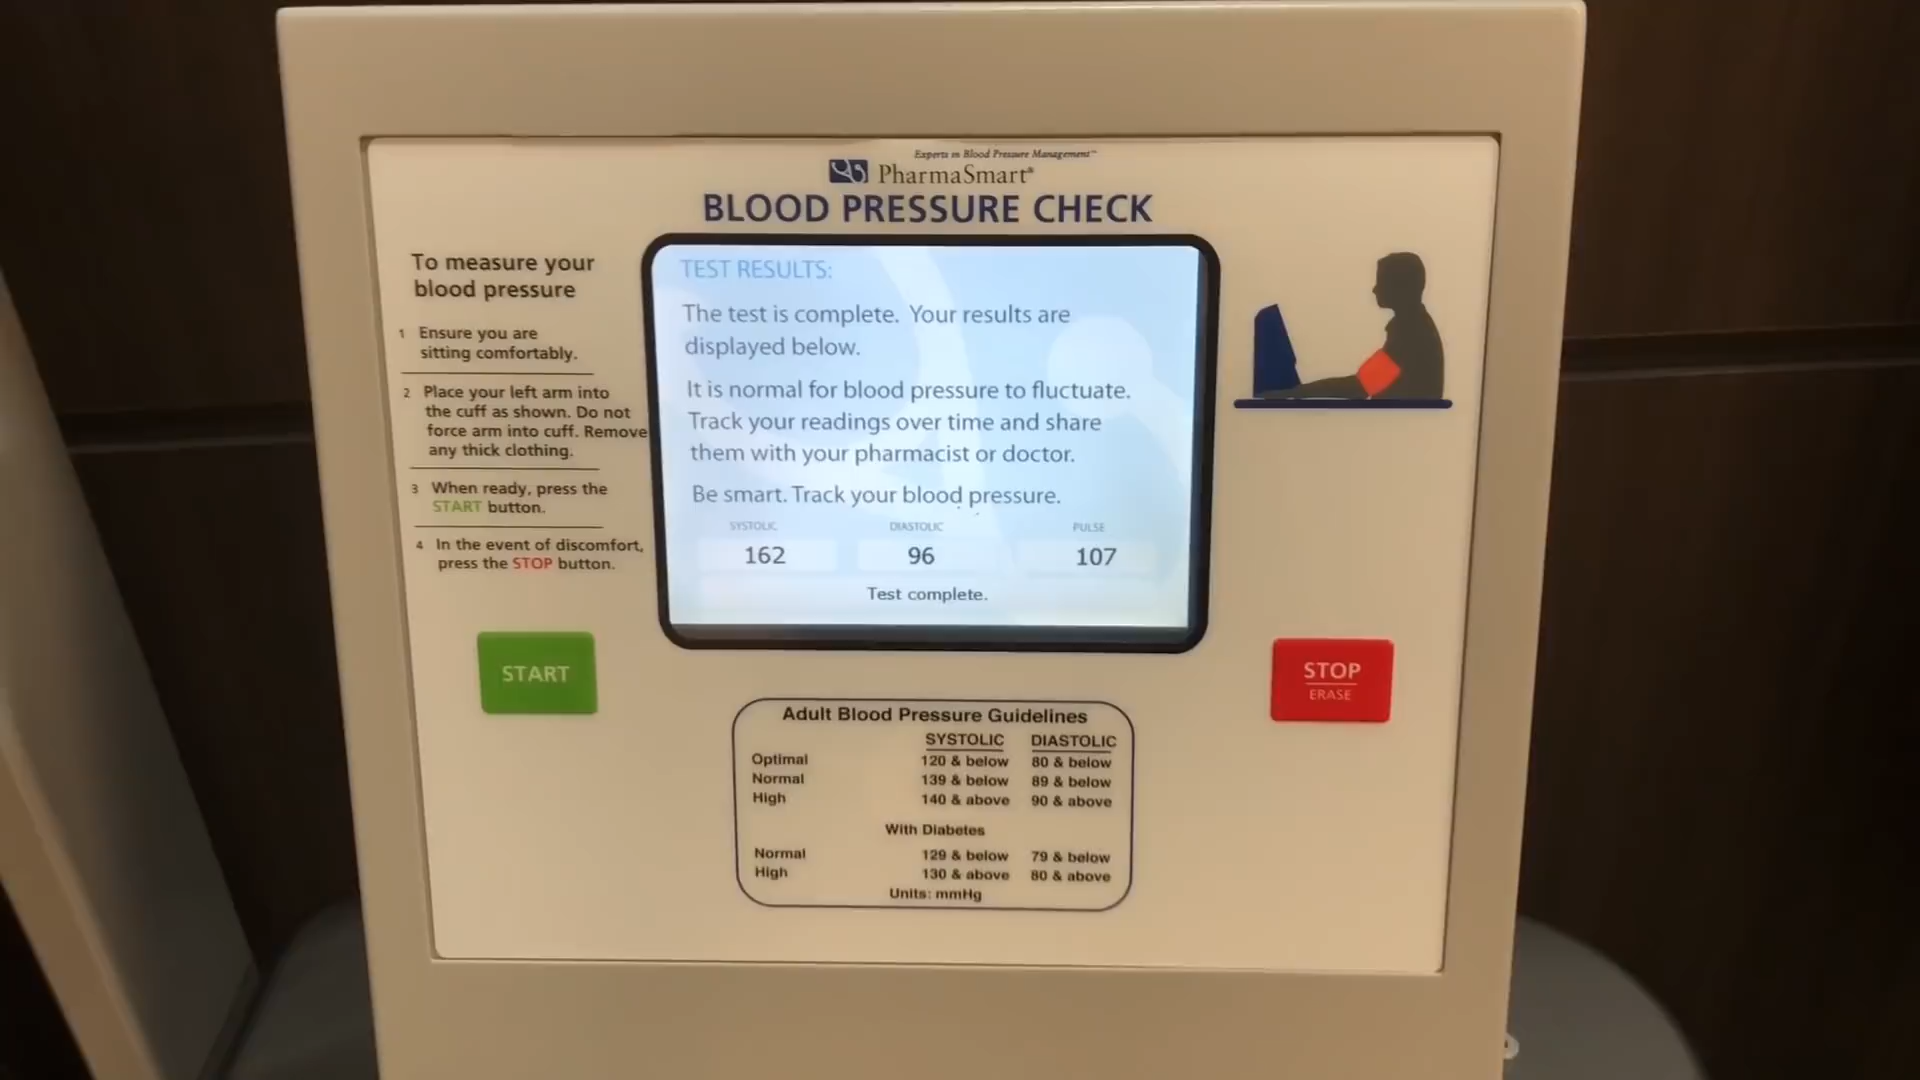 Experts in Blood Pressure Management™
PharmaSmart®
BLOOD PRESSURE CHECK
To measure your
blood pressure
1 Ensure you are
sitting comfortably.
2 Place your left arm into
the cuff as shown. Do not
force arm into cuff. Remove
any thick clothing.
3 When ready, press the
START button.
4 In the event of discomfort,
press the STOP button.
TEST RESULTS:
The test is complete. Your results are
displayed below.
It is normal for blood pressure to fluctuate.
Track your readings over time and share
them with your pharmacist or doctor.
Be smart. Track your blood pressure.
SYSTOLIC DIASTOLIC PULSE
162 96 107
Test complete.
START
STOP
ERASE
Adult Blood Pressure Guidelines
SYSTOLIC DIASTOLIC
Optimal 120 & below 80 & below
Normal 139 & below 89 & below
High 140 & above 90 & above
With Diabetes
Normal 129 & below 79 & below
High 130 & above 80 & above
Units: mmHg